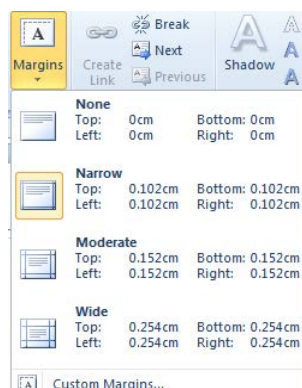 A
Margins
Create
Link
Break
Next
Previous
A
Shadow
A
A
A
None
Top: 0cm Bottom: 0cm
Left: 0cm Right: 0cm
Narrow
Top: 0.102cm Bottom: 0.102cm
Left: 0.102cm Right: 0.102cm
Moderate
Top: 0.152cm Bottom: 0.152cm
Left: 0.152cm Right: 0.152cm
Wide
Top: 0.254cm Bottom: 0.254cm
Left: 0.254cm Right: 0.254cm
A Custom Margins...